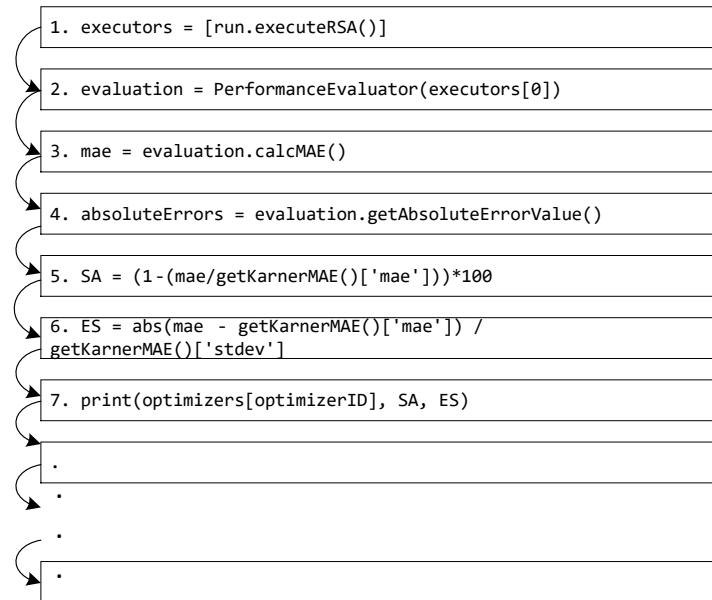 1. executors = [run.executeRSA()]
2. evaluation = PerformanceEvaluator(executors[0])
3. mae = evaluation.calcMAE()
4. absoluteErrors = evaluation.getAbsoluteErrorValue()
5. SA = (1-(mae/getKarnerMAE()['mae']))*100
6. ES = abs(mae - getKarnerMAE()['mae']) /
getKarnerMAE()['stdev']
7. print(optimizers[optimizerID], SA, ES)
.
.
.
.